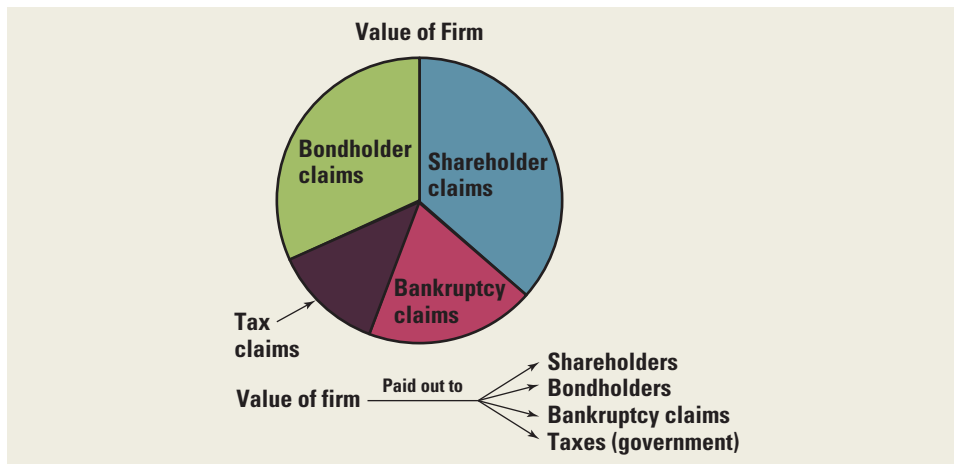 Value of Firm
Bondholder
claims
Shareholder
claims
Bankruptcy
claims
Tax
claims
Value of firm
Paid out to
Shareholders
Bondholders
Bankruptcy claims
Taxes (government)